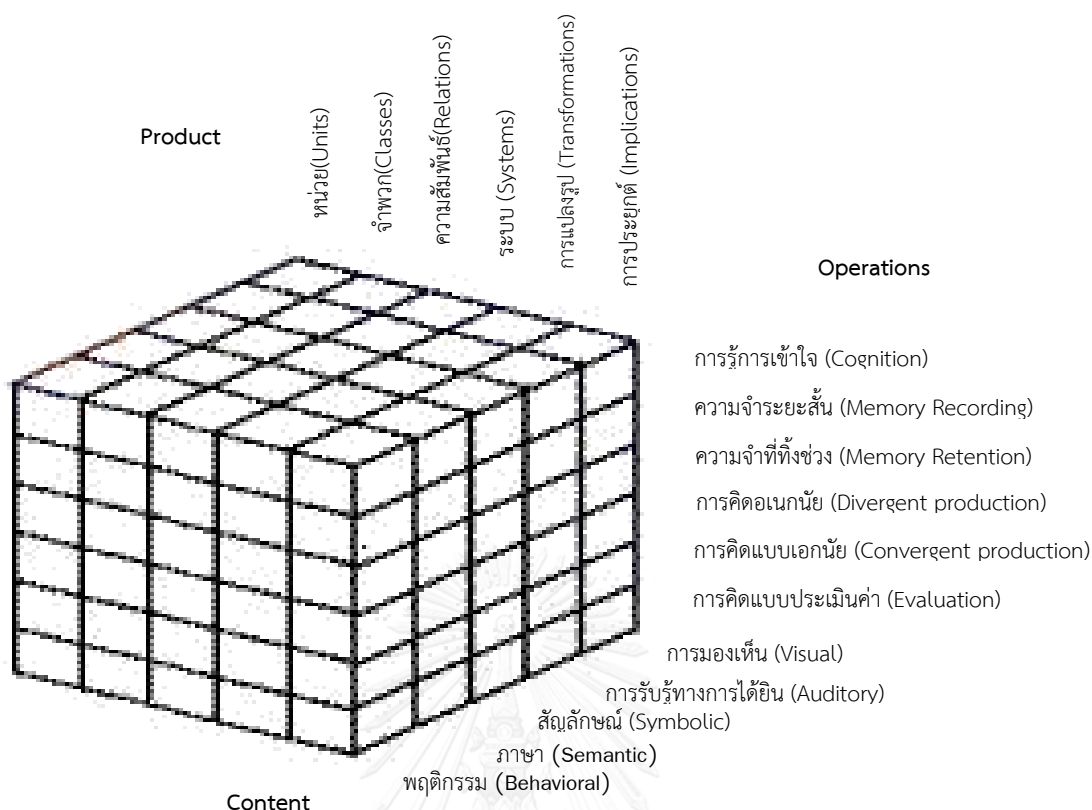 Product
หน่วย(Units)
จำพวก(Classes)
ความสัมพันธ์(Relations)
ระบบ (Systems)
การแปลงรูป (Transformations)
การประยุกต์ (Implications)
Operations
การรู้การเข้าใจ (Cognition)
ความจำระยะสั้น (Memory Recording)
ความจำที่ทิ้งช่วง (Memory Retention)
การคิดอเนกนัย (Divergent production)
การคิดแบบเอกนัย (Convergent production)
การคิดแบบประเมินค่า (Evaluation)
การมองเห็น (Visual)
การรับรู้ทางการได้ยิน (Auditory)
สัญลักษณ์ (Symbolic)
ภาษา (Semantic)
พฤติกรรม (Behavioral)
Content